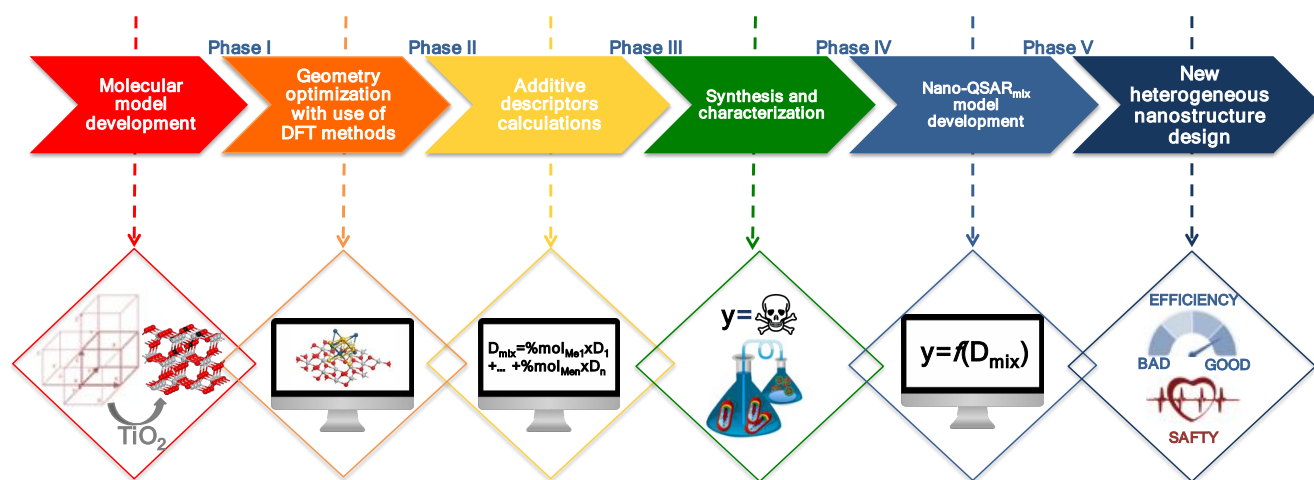 Phase I
Phase II
Phase III
Phase IV
Phase V
Molecular
model
development
Geometry
optimization
with use of
DFT methods
Additive
descriptors
calculations
Synthesis and
characterization
Nano-QSARmix
model
development
New
heterogeneous
nanostructure
design
TiO2
Dmix=%molMe1xD1
+... +%molMenxDn
y=
y=f(Dmix)
EFFICIENCY
BAD
GOOD
SAFTY